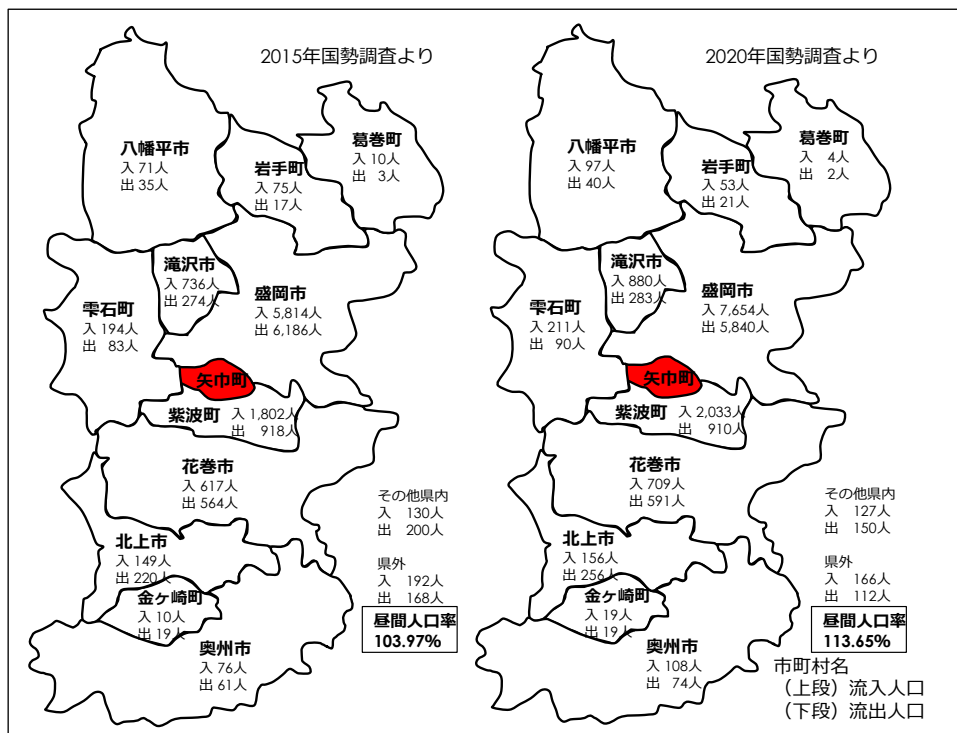 2015年国勢調査より
八幡平市
入 71人
出 35人
岩手町
入 75人
出 17人
葛巻町
入 10人
出 3人
滝沢市
入 736人
出 274人
雫石町
入 194人
出 83人
盛岡市
入 5,814人
出 6,186人
矢巾町
紫波町 入 1,802人
出 918人
花巻市
入 617人
出 564人
その他県内
入 130人
出 200人
北上市
入 149人
出 220人
県外
入 192人
出 168人
金ヶ崎町
入 10人
出 19人
昼間人口率
103.97%
奥州市
入 76人
出 61人
2020年国勢調査より
八幡平市
入 97人
出 40人
岩手町
入 53人
出 21人
葛巻町
入 4人
出 2人
滝沢市
入 880人
出 283人
雫石町
入 211人
出 90人
盛岡市
入 7,654人
出 5,840人
矢巾町
紫波町 入 2,033人
出 910人
花巻市
入 709人
出 591人
その他県内
入 127人
出 150人
北上市
入 156人
出 256人
県外
入 166人
出 112人
金ヶ崎町
入 19人
出 19人
昼間人口率
113.65%
奥州市
入 108人
出 74人
市町村名
（上段）流入人口
（下段）流出人口